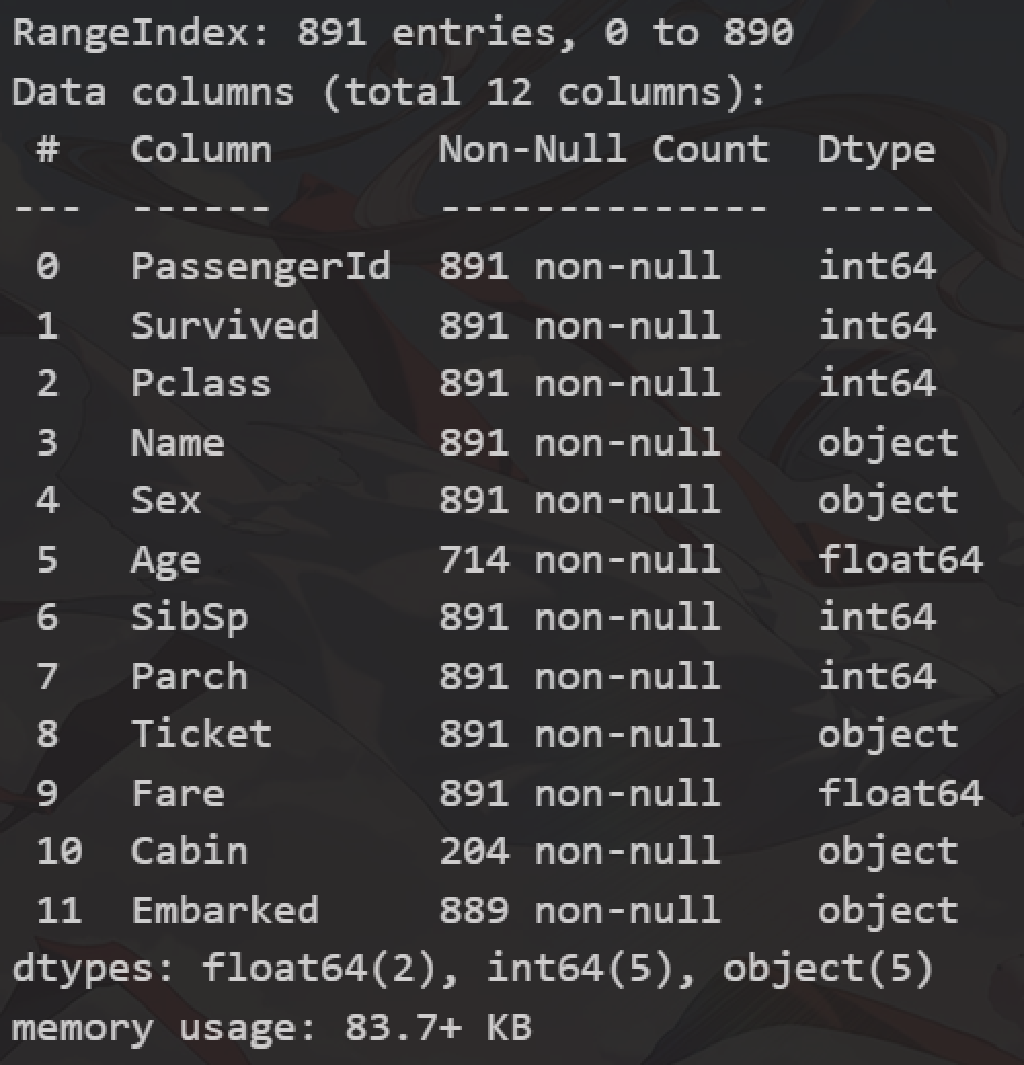 RangeIndex: 891 entries, 0 to 890
Data columns (total 12 columns):
 #   Column       Non-Null Count  Dtype
---  ------       --------------  -----
 0   PassengerId  891 non-null    int64
 1   Survived     891 non-null    int64
 2   Pclass       891 non-null    int64
 3   Name         891 non-null    object
 4   Sex          891 non-null    object
 5   Age          714 non-null    float64
 6   SibSp        891 non-null    int64
 7   Parch        891 non-null    int64
 8   Ticket       891 non-null    object
 9   Fare         891 non-null    float64
 10  Cabin        204 non-null    object
 11  Embarked     889 non-null    object
dtypes: float64(2), int64(5), object(5)
memory usage: 83.7+ KB